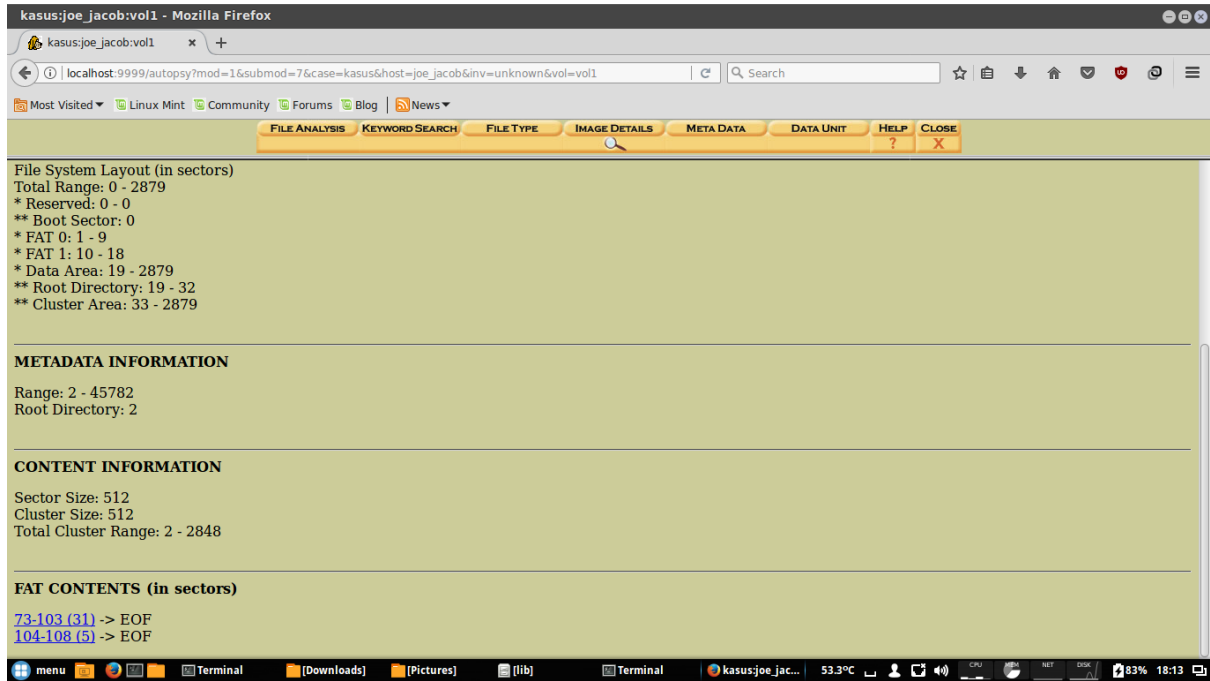 kasus:joe_jacob:vol1 - Mozilla Firefox
kasus:joe_jacob:vol1 × +
localhost:9999/autopsy?mod=1&submod=7&case=kasus&host=joe_jacob&inv=unknown&vol=vol1 Search
Most Visited Linux Mint Community Forums Blog News
FILE ANALYSIS KEYWORD SEARCH FILE TYPE IMAGE DETAILS META DATA DATA UNIT HELP CLOSE
? X
File System Layout (in sectors)
Total Range: 0 - 2879
* Reserved: 0 - 0
** Boot Sector: 0
* FAT 0: 1 - 9
* FAT 1: 10 - 18
* Data Area: 19 - 2879
** Root Directory: 19 - 32
** Cluster Area: 33 - 2879
METADATA INFORMATION
Range: 2 - 45782
Root Directory: 2
CONTENT INFORMATION
Sector Size: 512
Cluster Size: 512
Total Cluster Range: 2 - 2848
FAT CONTENTS (in sectors)
73-103 (31) -> EOF
104-108 (5) -> EOF
menu Terminal [Downloads] [Pictures] [lib] Terminal kasus:joe_jac... 53.3ºC CPU MEM NET DISK 83% 18:13